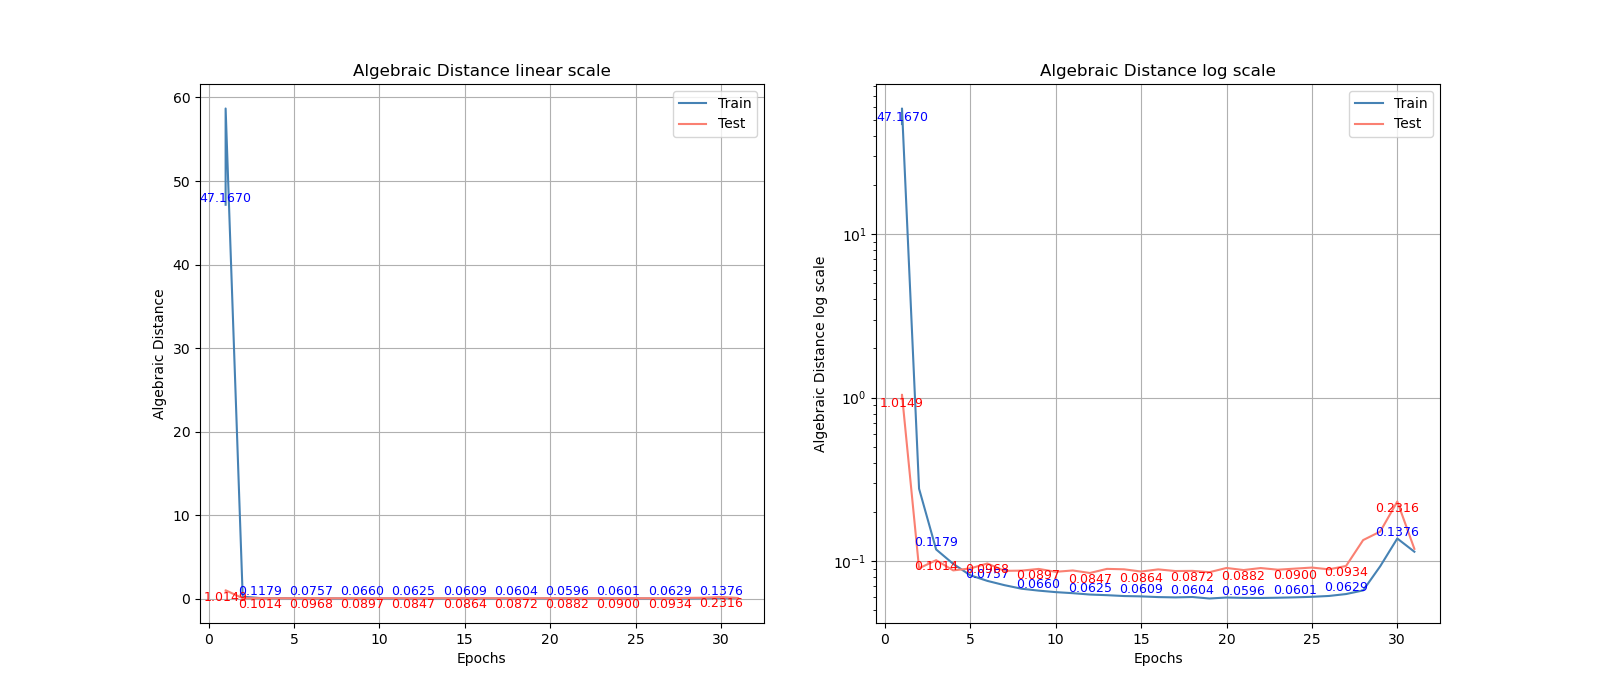 Algebraic Distance linear scale
Algebraic Distance
60
50
40
30
20
10
0
Train
Test
47.1670
1.0149
0.1179 0.0757 0.0660 0.0625 0.0609 0.0604 0.0596 0.0601 0.0629 0.1376
0.1014 0.0968 0.0897 0.0847 0.0864 0.0872 0.0882 0.0900 0.0934 0.2316
0 5 10 15 20 25 30
Epochs
Algebraic Distance log scale
Algebraic Distance log scale
10¹
10⁰
10⁻¹
Train
Test
47.1670
1.0149
0.1179 0.0757 0.0660 0.0625 0.0609 0.0604 0.0596 0.0601 0.0629 0.1376
0.1014 0.0968 0.0897 0.0847 0.0864 0.0872 0.0882 0.0900 0.0934 0.2316
0 5 10 15 20 25 30
Epochs